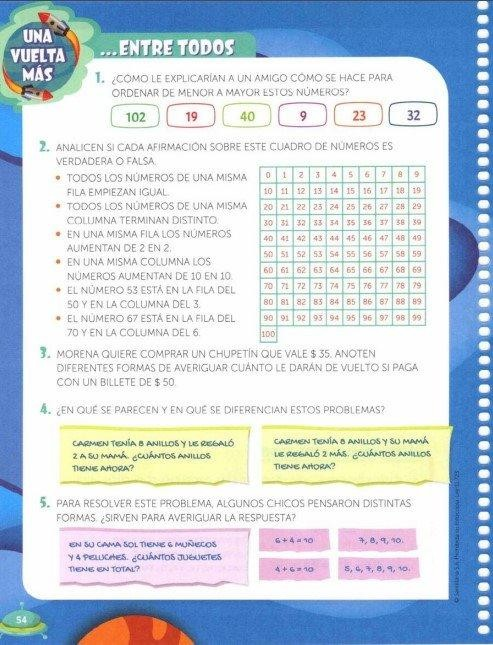 UNA
VUELTA
MÁS
...ENTRE TODOS
1. ¿CÓMO LE EXPLICARÍAN A UN AMIGO CÓMO SE HACE PARA
ORDENAR DE MENOR A MAYOR ESTOS NÚMEROS?
102 19 40 9 23 32
2. ANALICEN SI CADA AFIRMACIÓN SOBRE ESTE CUADRO DE NÚMEROS ES
VERDADERA O FALSA.
• TODOS LOS NÚMEROS DE UNA MISMA
FILA EMPIEZAN IGUAL.
• TODOS LOS NÚMEROS DE UNA MISMA
COLUMNA TERMINAN DISTINTO.
• EN UNA MISMA FILA LOS NÚMEROS
AUMENTAN DE 2 EN 2.
• EN UNA MISMA COLUMNA LOS
NÚMEROS AUMENTAN DE 10 EN 10.
• EL NÚMERO 53 ESTÁ EN LA FILA DEL
50 Y EN LA COLUMNA DEL 3.
• EL NÚMERO 67 ESTÁ EN LA FILA DEL
70 Y EN LA COLUMNA DEL 6.
0 1 2 3 4 5 6 7 8 9
10 11 12 13 14 15 16 17 18 19
20 21 22 23 24 25 26 27 28 29
30 31 32 33 34 35 36 37 38 39
40 41 42 43 44 45 46 47 48 49
50 51 52 53 54 55 56 57 58 59
60 61 62 63 64 65 66 67 68 69
70 71 72 73 74 75 76 77 78 79
80 81 82 83 84 85 86 87 88 89
90 91 92 93 94 95 96 97 98 99
100
3. MORENA QUIERE COMPRAR UN CHUPETÍN QUE VALE $ 35. ANOTEN
DIFERENTES FORMAS DE AVERIGUAR CUÁNTO LE DARÁN DE VUELTO SI PAGA
CON UN BILLETE DE $ 50.
4. ¿EN QUÉ SE PARECEN Y EN QUÉ SE DIFERENCIAN ESTOS PROBLEMAS?
CARMEN TENÍA 8 ANILLOS Y LE REGALÓ
2 A SU MAMÁ. ¿CUÁNTOS ANILLOS
TIENE AHORA?
CARMEN TENÍA 8 ANILLOS Y SU MAMÁ
LE REGALÓ 2 MÁS. ¿CUÁNTOS ANILLOS
TIENE AHORA?
5. PARA RESOLVER ESTE PROBLEMA, ALGUNOS CHICOS PENSARON DISTINTAS
FORMAS. ¿SIRVEN PARA AVERIGUAR LA RESPUESTA?
EN SU CAMA SOL TIENE 6 MUÑECOS
Y 4 PELUCHES. ¿CUÁNTOS JUGUETES
TIENE EN TOTAL?
6 + 4 = 10
7, 8, 9, 10.
4 + 6 = 10
5, 6, 7, 8, 9, 10.
© Santillana S.A. Prohibida su fotocopia. Ley 11.723
54